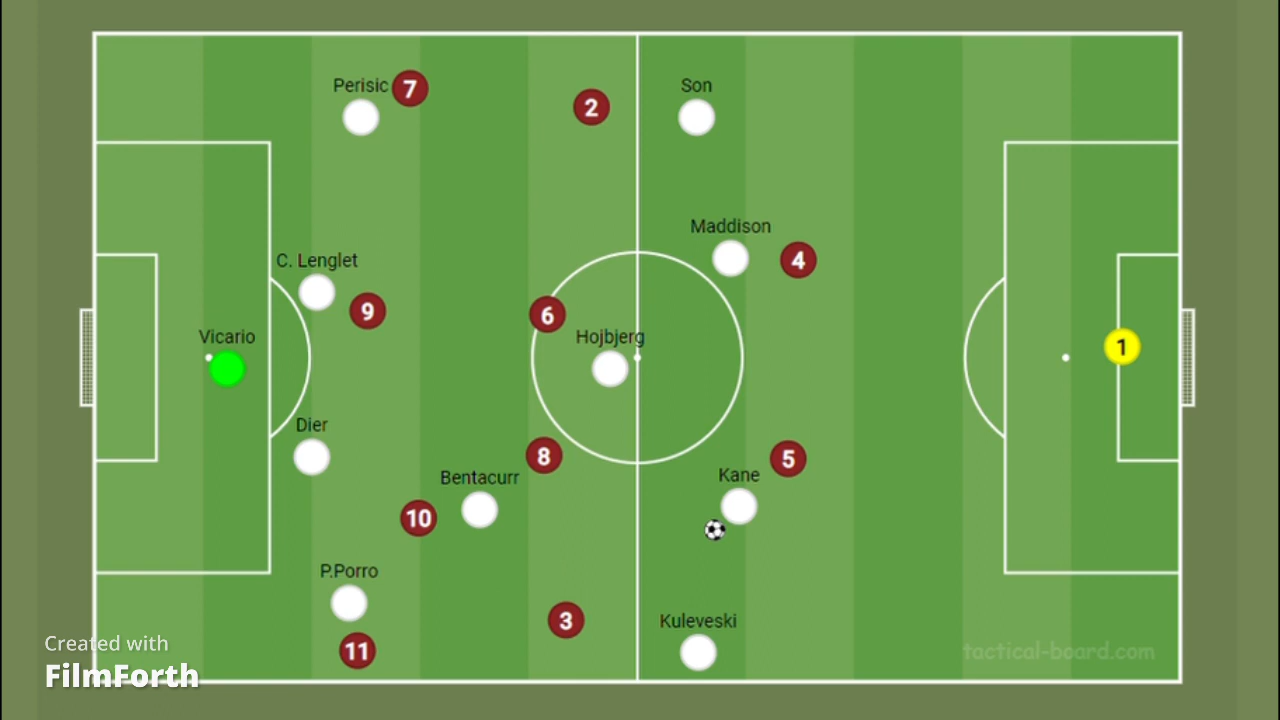 Perisic
7
2
Son
Maddison
4
C. Lenglet
9
6
Vicario
Hojbjerg
1
Dier
8
5
Bentacurr
Kane
10
P.Porro
3
Kuleveski
11
Created with
FilmForth
tactical-board.com